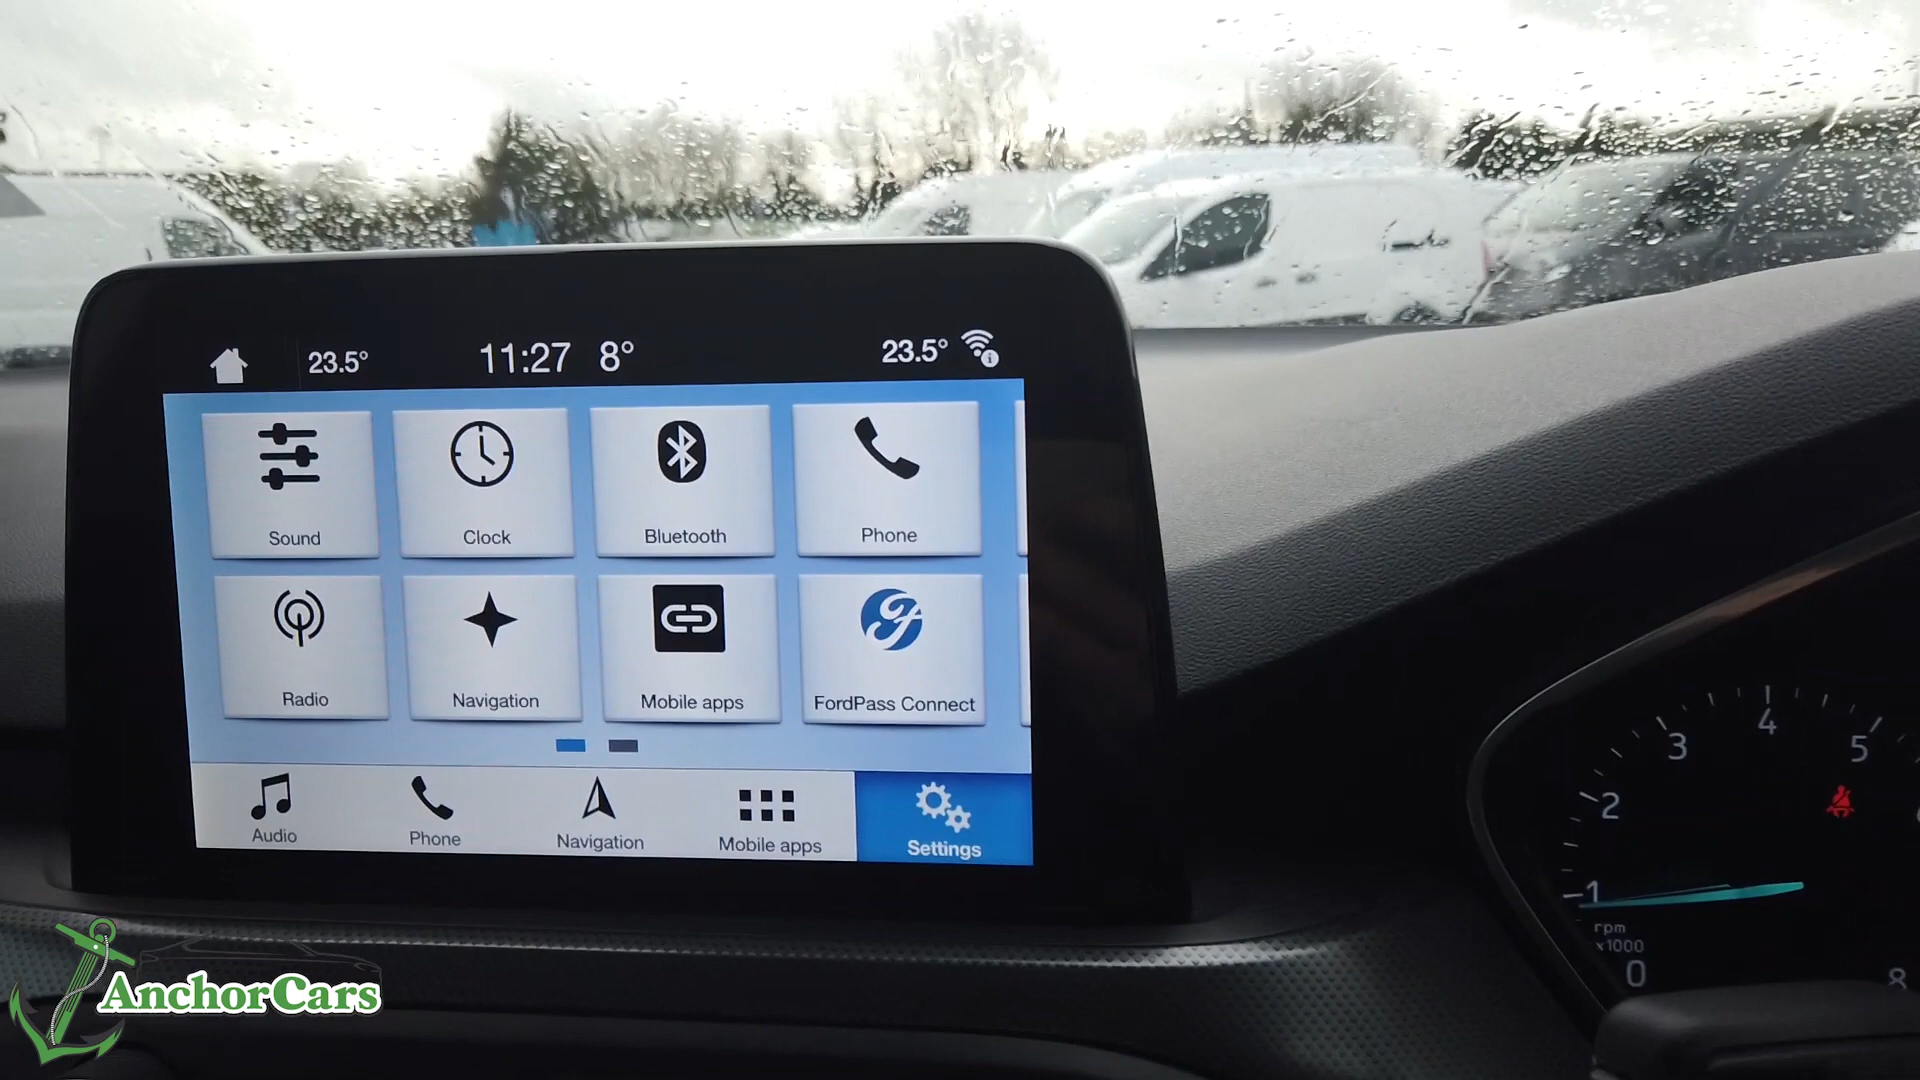 23.5°
11:27 8°
23.5°
Sound
Clock
Bluetooth
Phone
Radio
Navigation
Mobile apps
FordPass Connect
Audio
Phone
Navigation
Mobile apps
Settings
5
4
3
2
1
rpm
x1000
0
8
AnchorCars